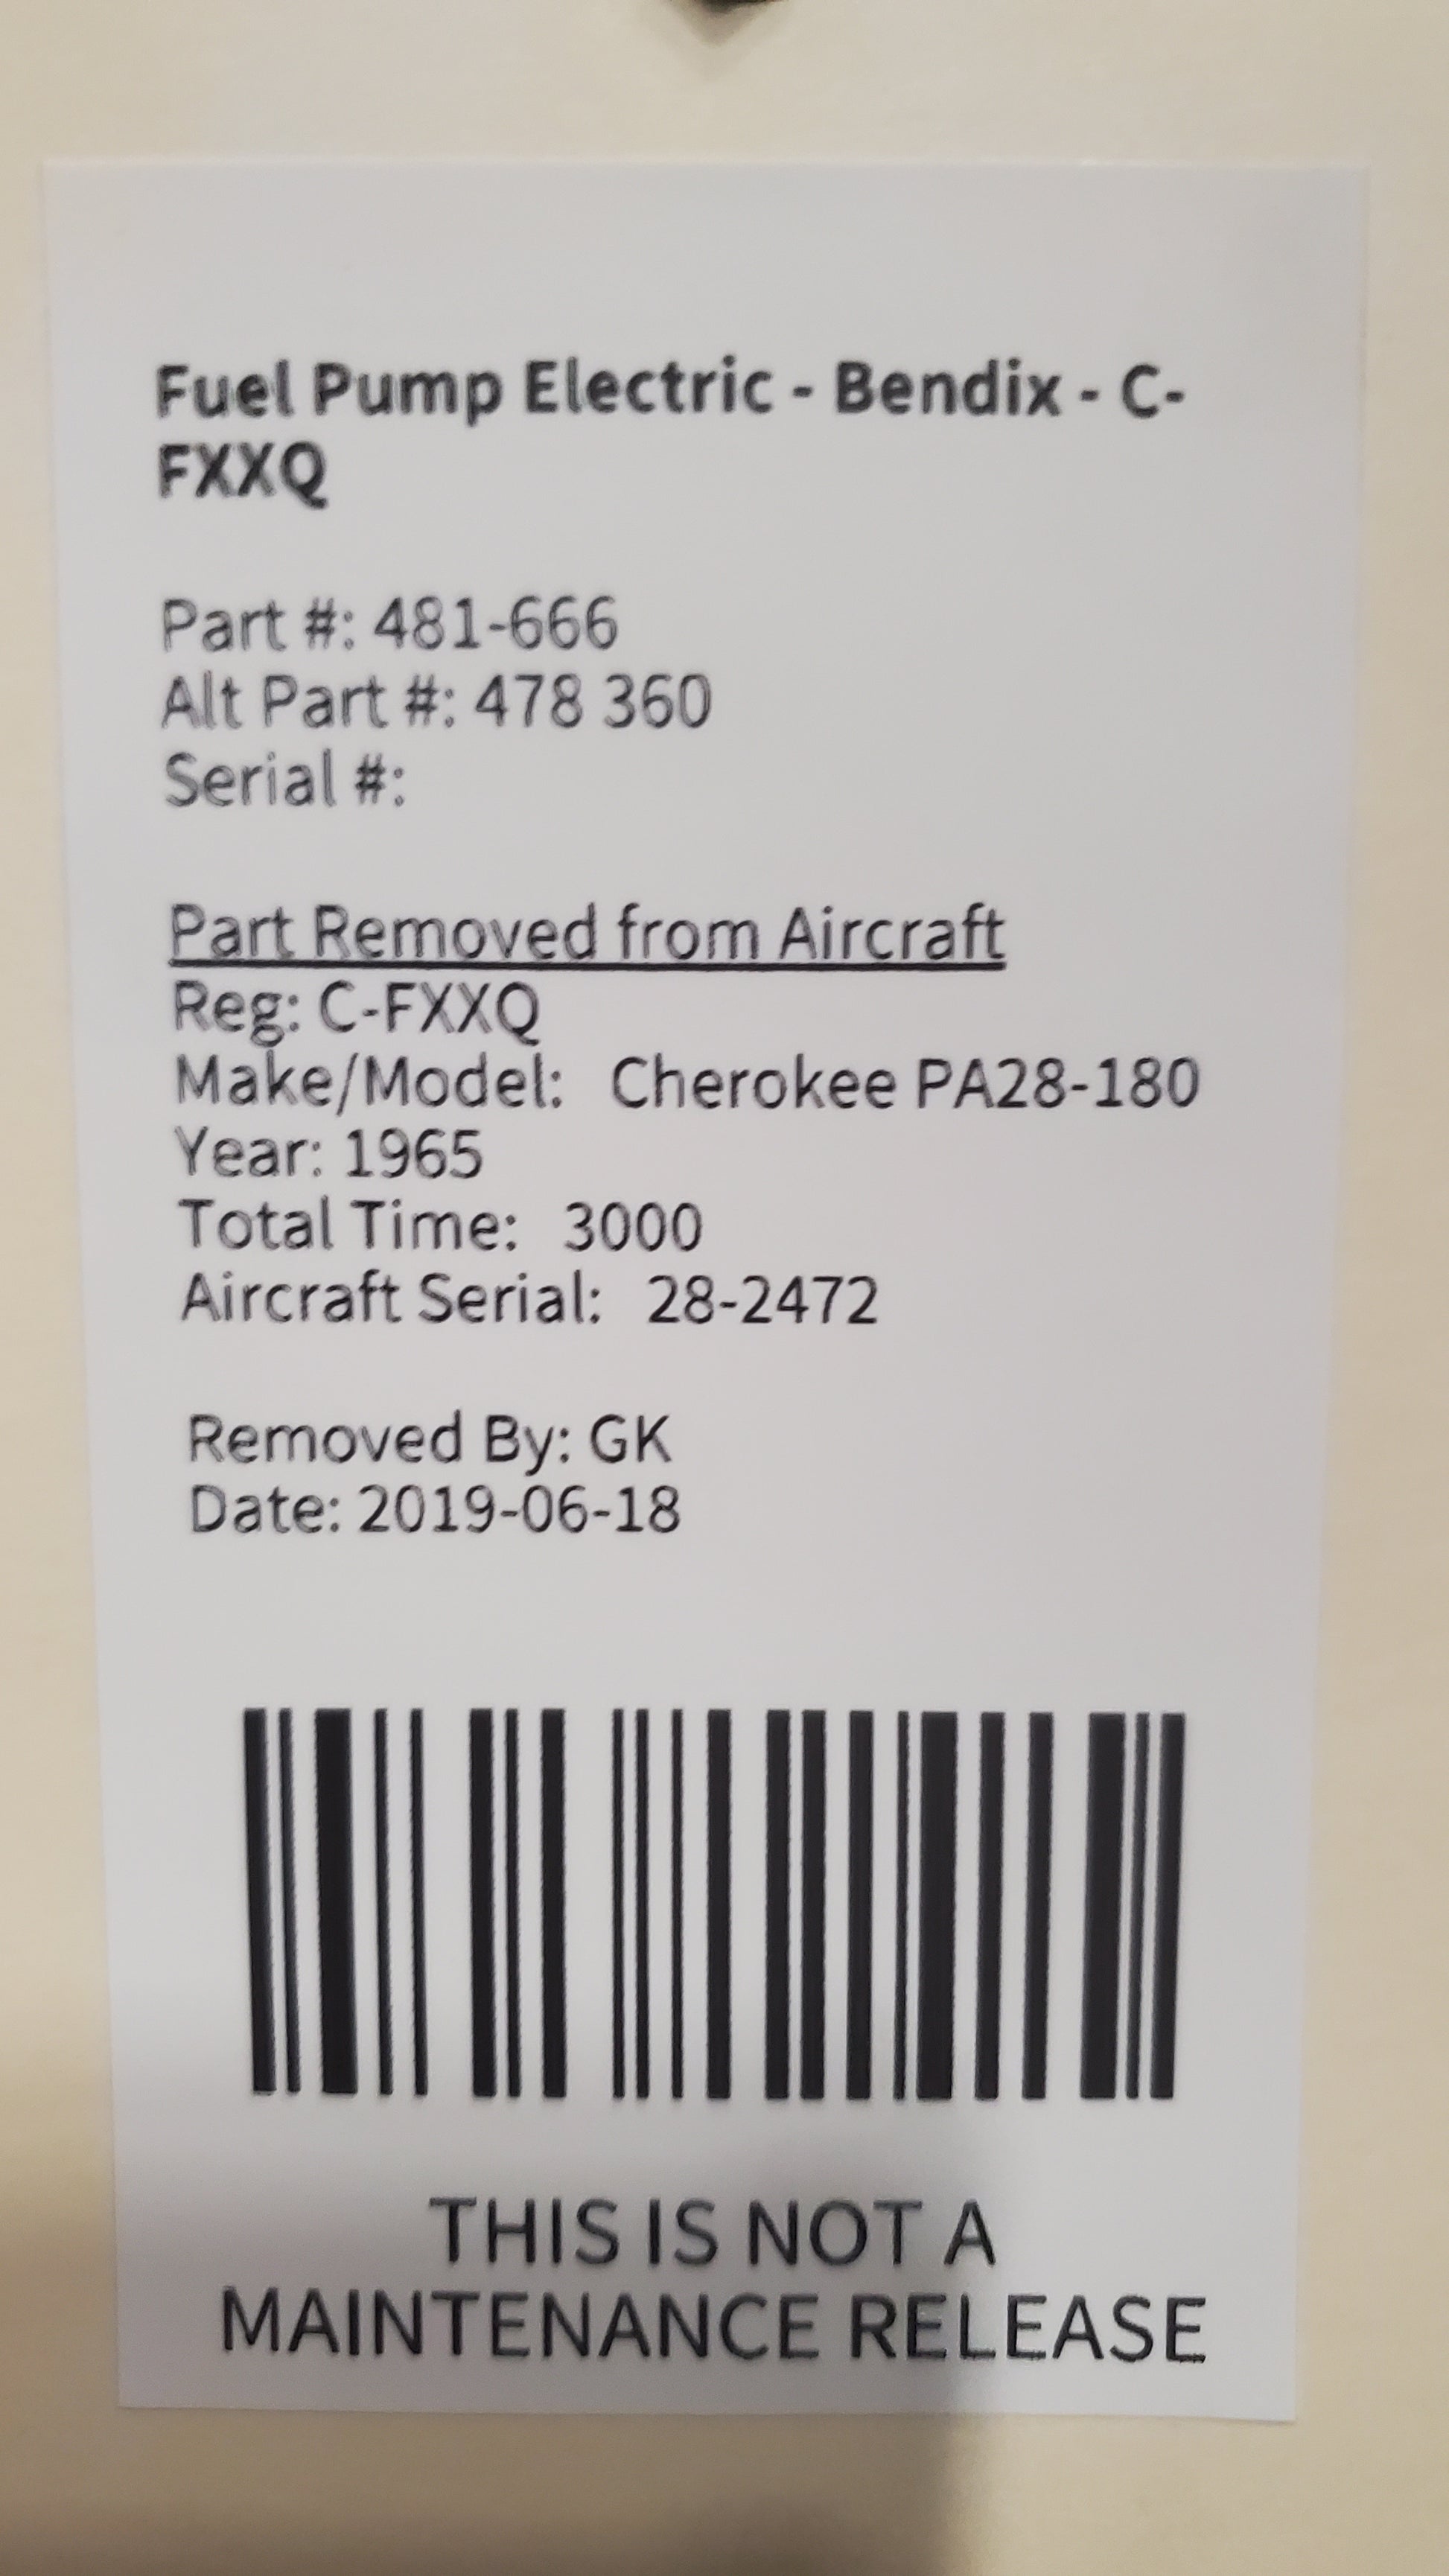 Fuel Pump Electric - Bendix - C-
FXXQ
Part #: 481-666
Alt Part #: 478 360
Serial #:
Part Removed from Aircraft
Reg: C-FXXQ
Make/Model: Cherokee PA28-180
Year: 1965
Total Time: 3000
Aircraft Serial: 28-2472
Removed By: GK
Date: 2019-06-18
THIS IS NOT A
MAINTENANCE RELEASE